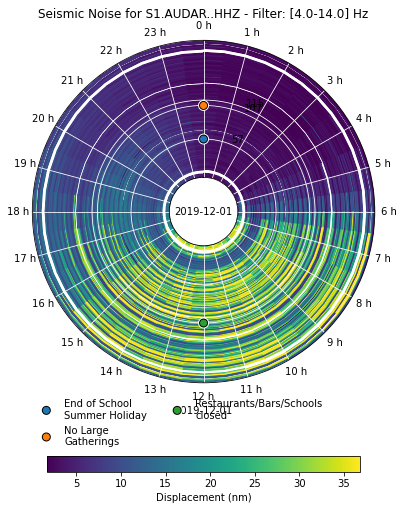 Seismic Noise for S1.AUDAR..HHZ - Filter: [4.0-14.0] Hz
0 h
23 h
1 h
22 h
2 h
21 h
3 h
20 h
4 h
19 h
5 h
18 h
2019-12-01
6 h
17 h
7 h
16 h
8 h
15 h
9 h
14 h
10 h
13 h
11 h
12 h
2019-12-01
End of School
Summer Holiday
Restaurants/Bars/Schools
closed
No Large
Gatherings
5
10
15
20
25
30
35
Displacement (nm)